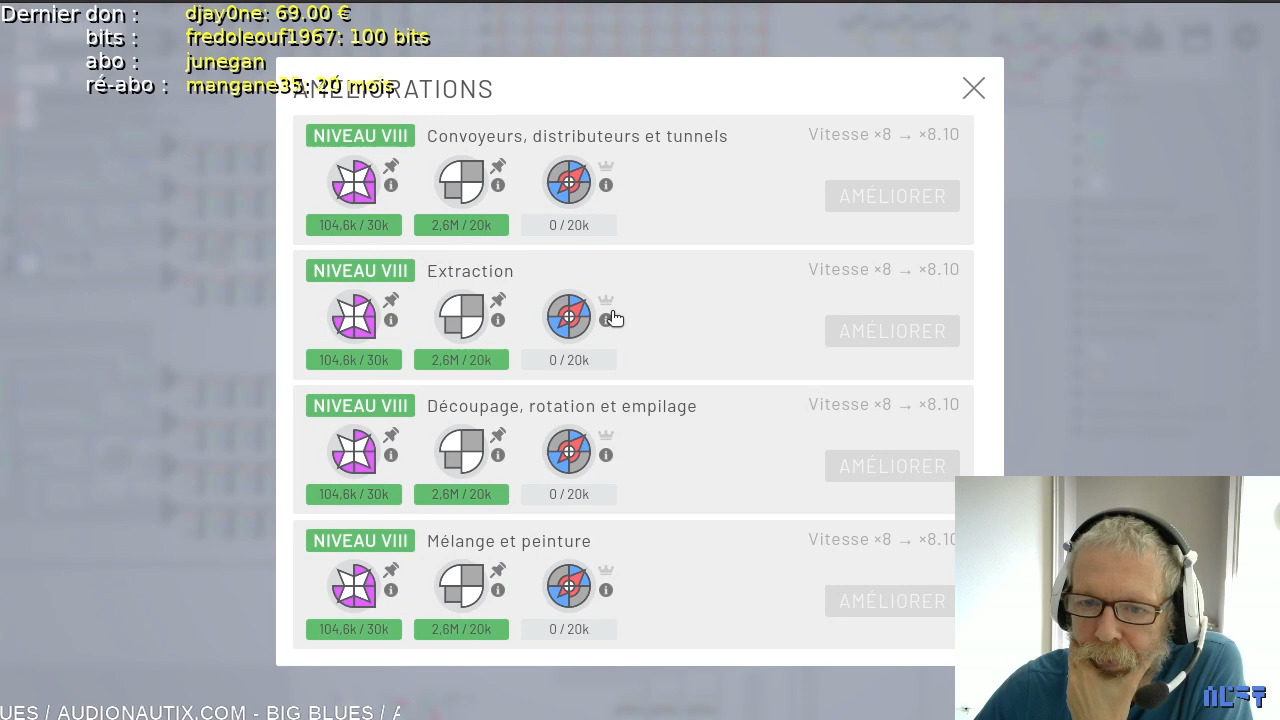 Dernier don : djay0ne: 69.00 €
bits : fredoleouf1967: 100 bits
abo : junegan
ré-abo : mangane35: 20 mois
AMÉLIORATIONS
NIVEAU VIII Convoyeurs, distributeurs et tunnels Vitesse ×8 → ×8.10
AMÉLIORER
104,6k / 30k 2,6M / 20k 0 / 20k
NIVEAU VIII Extraction Vitesse ×8 → ×8.10
AMÉLIORER
104,6k / 30k 2,6M / 20k 0 / 20k
NIVEAU VIII Découpage, rotation et empilage Vitesse ×8 → ×8.10
AMÉLIORER
104,6k / 30k 2,6M / 20k 0 / 20k
NIVEAU VIII Mélange et peinture Vitesse ×8 → ×8.10
AMÉLIORER
104,6k / 30k 2,6M / 20k 0 / 20k
UES / AUDIONAUTIX.COM - BIG BLUES / A